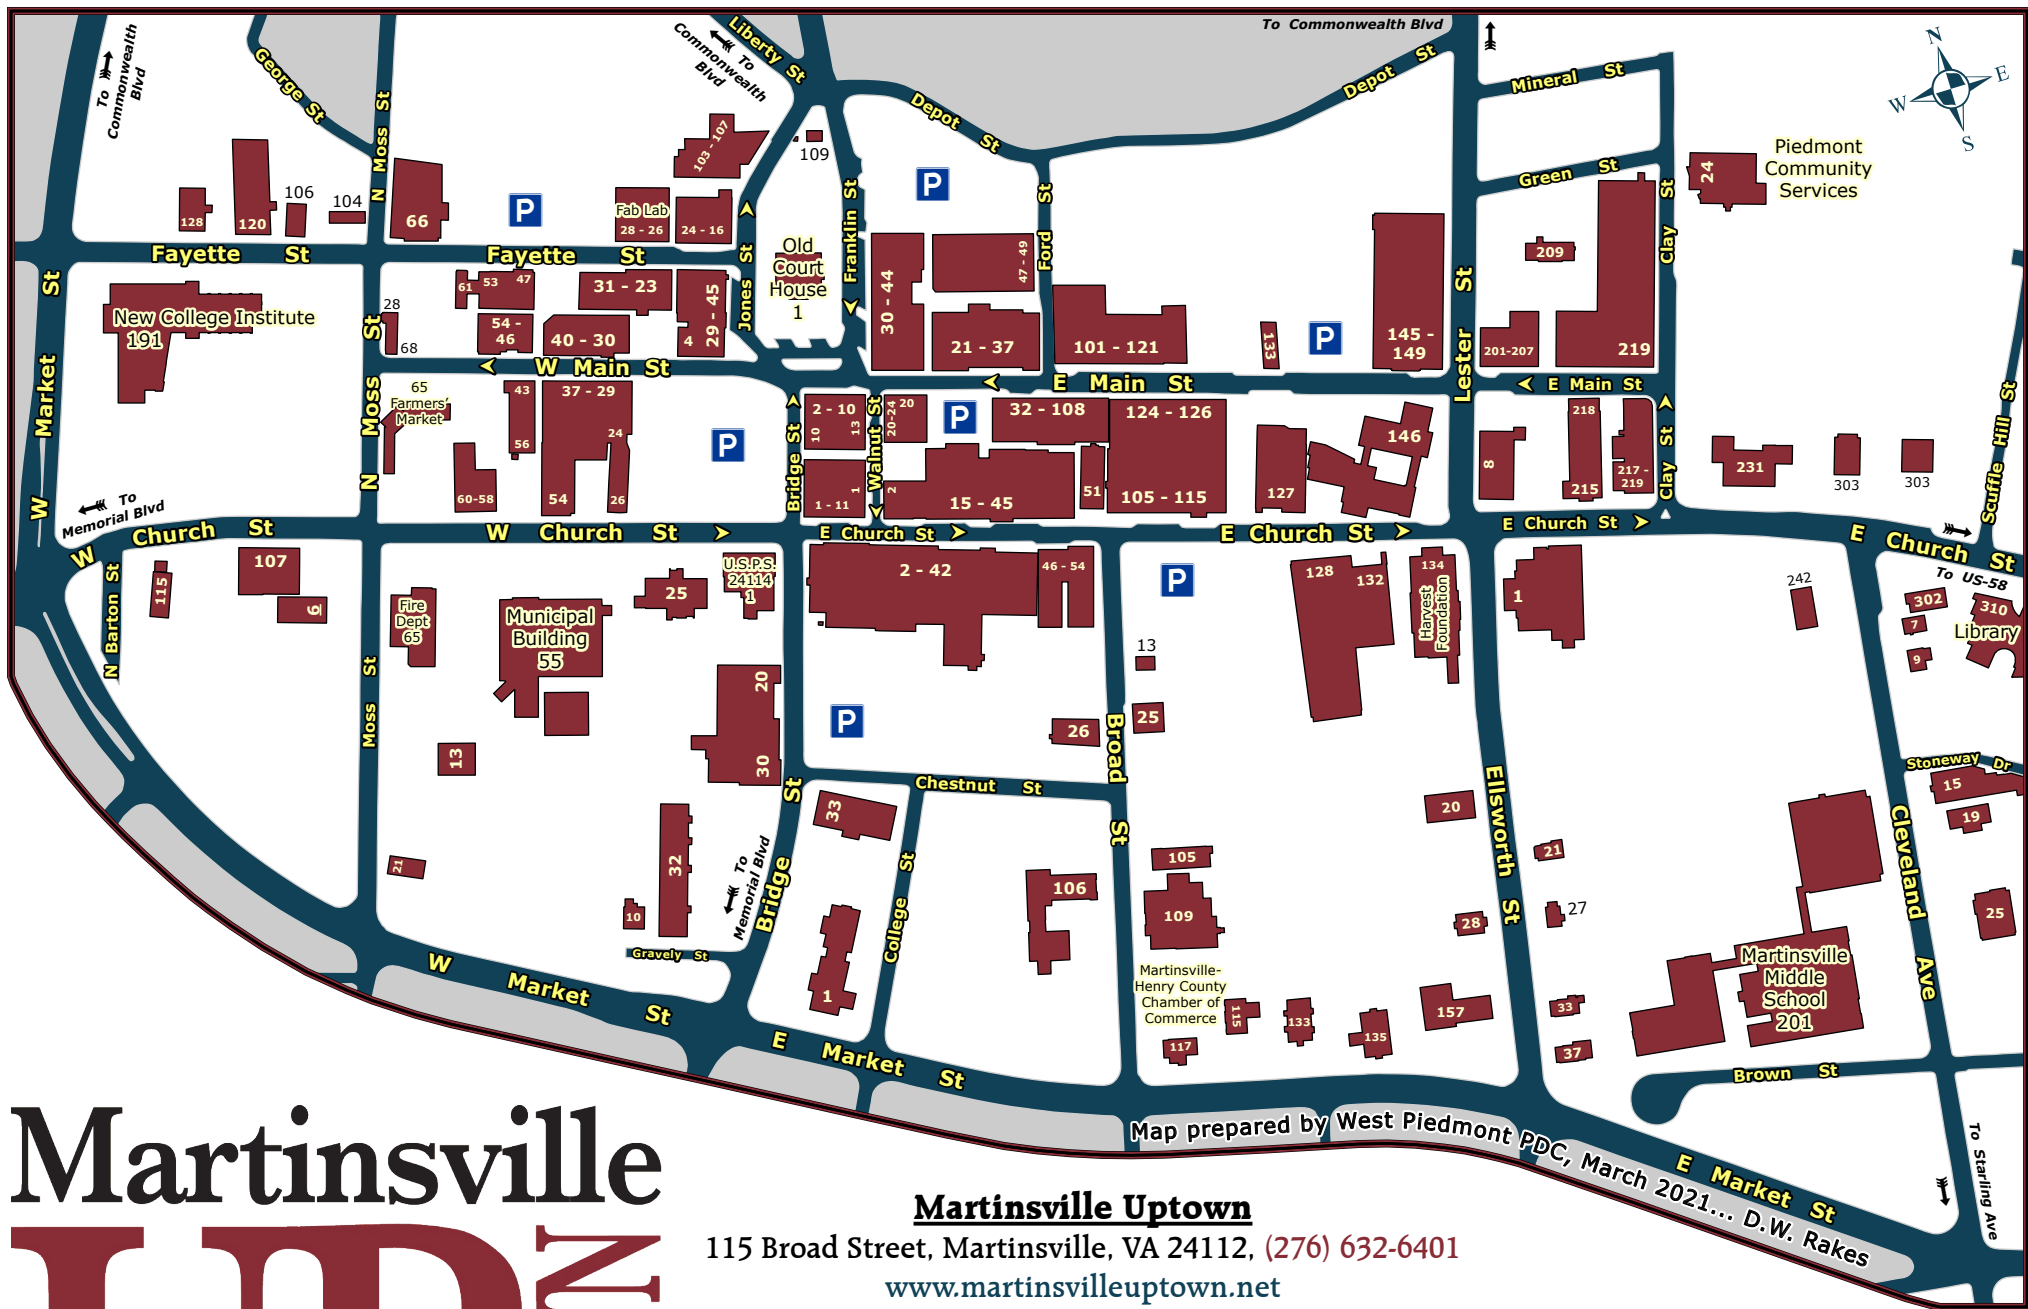 To Commonwealth Blvd
George St
N Moss St
To Commonwealth Blvd
Liberty St
To Commonwealth Blvd
Depot St
Depot St
Mineral St
Green St
N
E
S
W
Piedmont
Community
Services
24
103 - 107
109
128
120
106
104
66
P
Fab Lab
28 - 26
24 - 16
Jones St
Franklin St
P
Ford St
Clay St
209
219
Fayette St
Fayette St
Old
Court
House
1
30 - 44
47 - 49
21 - 37
101 - 121
133
P
145 -
149
Lester St
201-207
W Market St
New College Institute
191
28
68
61
53
47
54 -
46
31 - 23
40 - 30
29 - 45
4
W Main St
E Main St
E Main St
N Moss St
65
Farmers'
Market
43
56
37 - 29
24
54
26
60-58
P
Bridge St
2 - 10
10
13
1 - 11
1
Walnut St
20-24
20
2
P
32 - 108
15 - 45
51
124 - 126
105 - 115
127
146
8
218
215
217 -
219
Clay St
231
303
303
Scuffle Hill St
To
Memorial Blvd
W Church St
W Church St
E Church St
E Church St
E Church St
E Church St
To US-58
N Barton St
115
107
6
Moss St
Fire
Dept
65
Municipal
Building
55
25
U.S.P.S.
24114
1
2 - 42
46 - 54
P
13
25
26
128
132
134
Harvest
Foundation
1
242
302
7
9
310
Library
13
20
30
P
Chestnut St
Broad St
Stoneway Dr
15
19
25
21
32
10
Gravely St
To
Memorial Blvd
Bridge St
33
1
College St
106
105
109
20
28
Ellsworth St
21
27
33
37
Cleveland Ave
Martinsville
Middle
School
201
Martinsville-
Henry County
Chamber of
Commerce
115
117
133
135
157
Brown St
W Market St
E Market St
E Market St
To Starling Ave
Map prepared by West Piedmont PDC, March 2021... D.W. Rakes
Martinsville
UP
N
Martinsville Uptown
115 Broad Street, Martinsville, VA 24112, (276) 632-6401
www.martinsvilleuptown.net